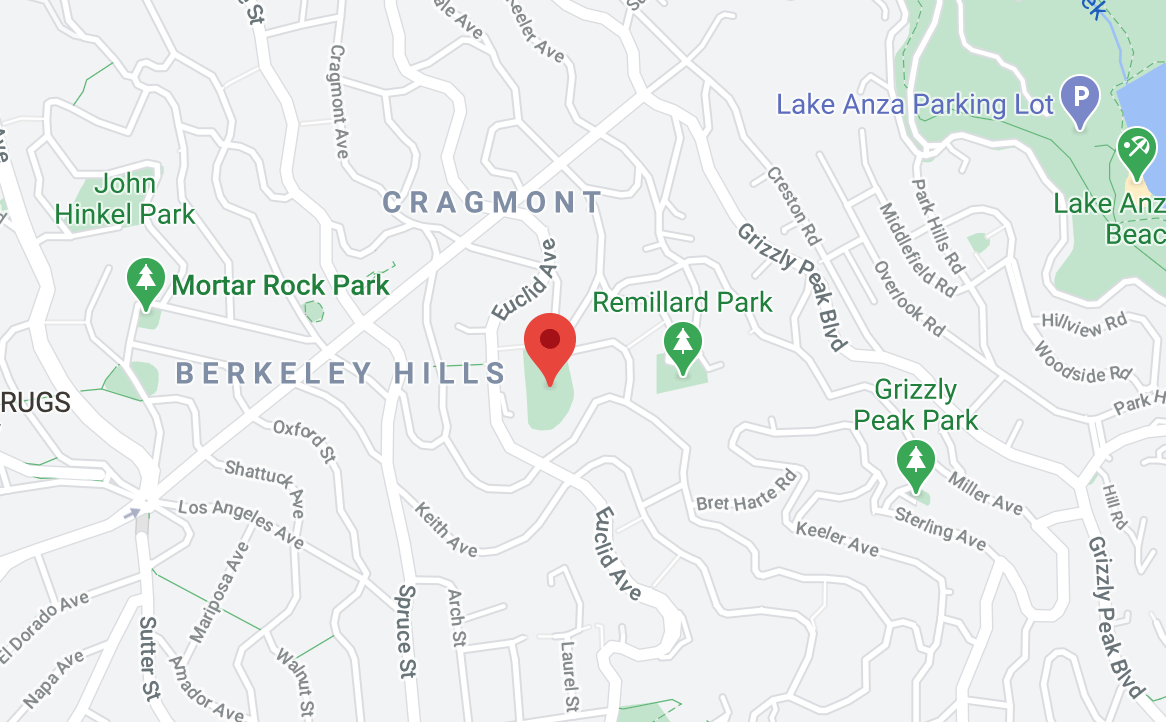 Keeler Ave
Cragmont Ave
Lake Anza Parking Lot
P
John
Hinkel Park
CRAGMONT
Creston Rd
Park Hills Rd
Middlefield Rd
Lake Anz
Beac
Grizzly Peak Blvd
Euclid Ave
Mortar Rock Park
Overlook Rd
Remillard Park
Hillview Rd
Woodside Rd
BERKELEY HILLS
RUGS
Grizzly
Peak Park
Park H
Oxford St
Shattuck Ave
Los Angeles Ave
Keith Ave
Bret Harte Rd
Miller Ave
Hill Rd
Sterling Ave
Keeler Ave
Euclid Ave
Grizzly Peak Blvd
Mariposa Ave
El Dorado Ave
Spruce St
Arch St
Sutter St
Napa Ave
Amador Ave
Walnut St
Laurel St